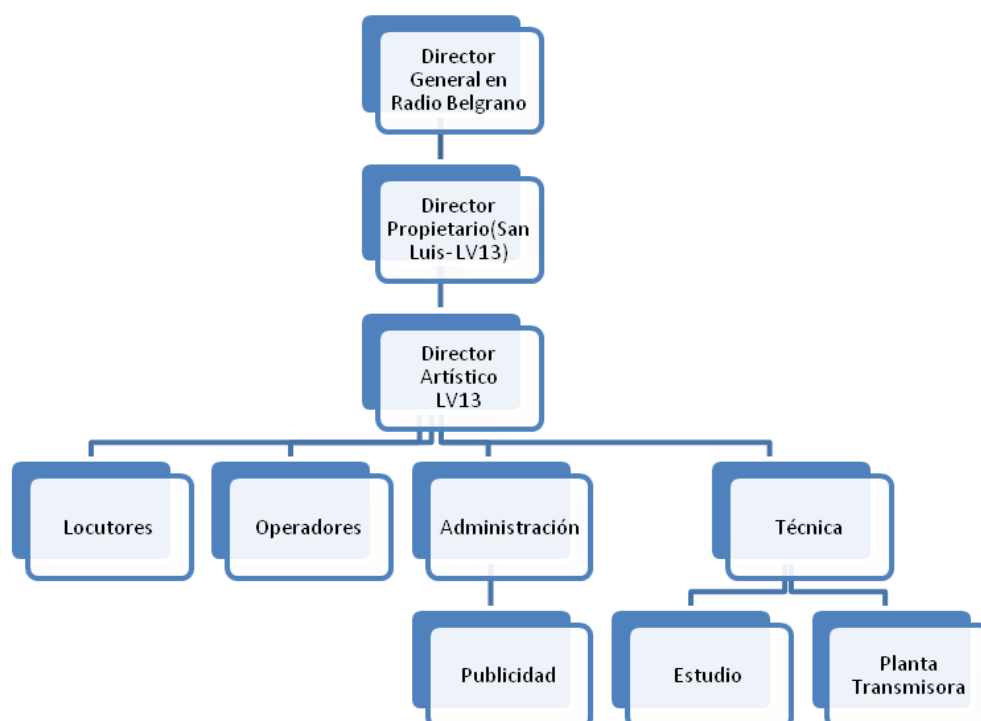 Director
General en
Radio Belgrano
Director
Propietario(San
Luis- LV13)
Director
Artístico
LV13
Locutores
Operadores
Administración
Técnica
Publicidad
Estudio
Planta
Transmisora